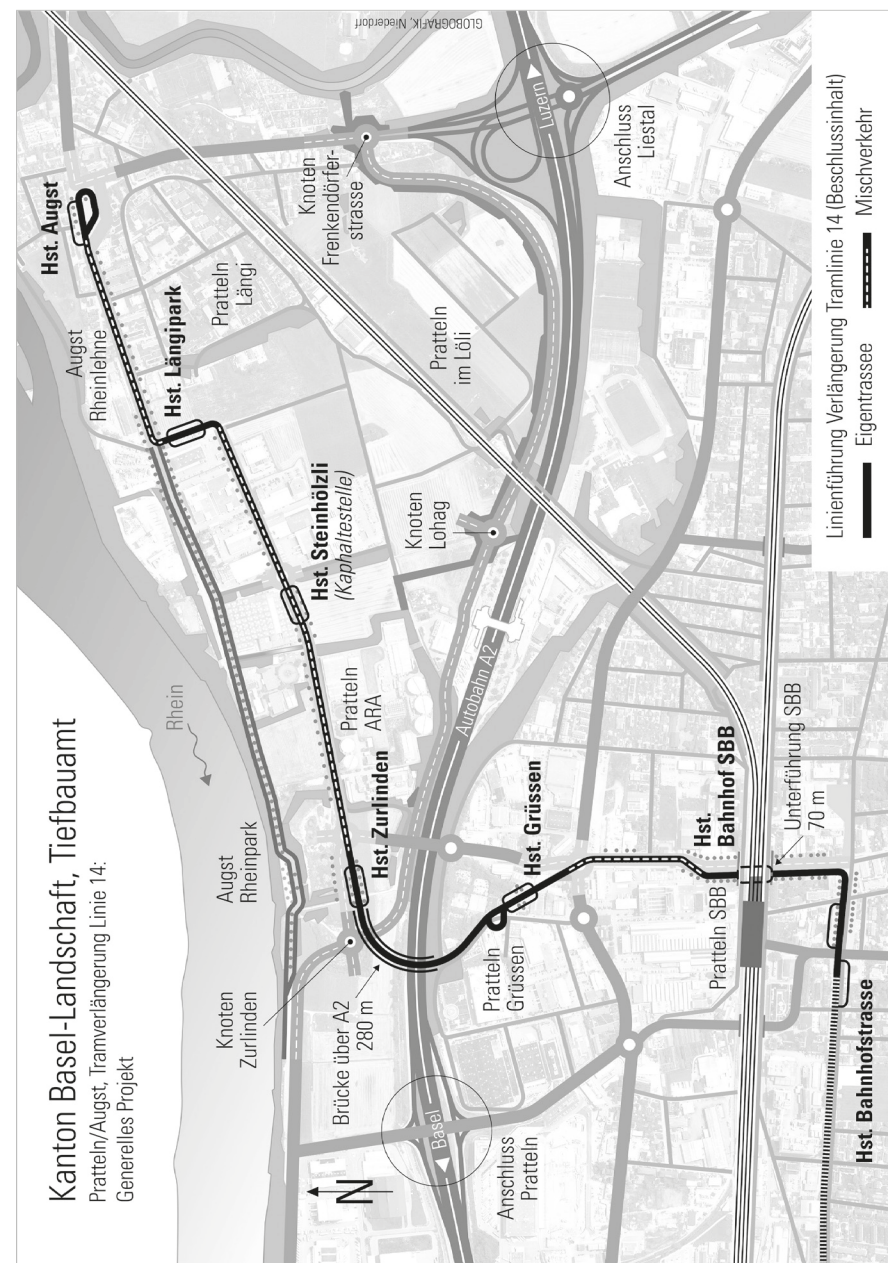 Kanton Basel-Landschaft, Tiefbauamt
Pratteln/Augst, Tramverlängerung Linie 14:
Generelles Projekt
N
Rhein
Knoten
Zurlinden
Augst
Rheinpark
Augst
Rheinlehne
Hst. Augst
Brücke über A2
280 m
Hst. Zurlinden
Pratteln
ARA
Hst. Steinhölzli
(Kaphaltestelle)
Hst. Längipark
Pratteln
Längi
Knoten
Frenkendörfer-
strasse
Basel
Anschluss
Pratteln
Pratteln
Grüssen
Hst. Grüssen
Autobahn A2
Knoten
Lohag
Pratteln
im Löli
Luzern
Anschluss
Liestal
Pratteln SBB
Hst.
Bahnhof SBB
Unterführung SBB
70 m
Hst. Bahnhofstrasse
Linienführung Verlängerung Tramlinie 14 (Beschlussinhalt)
Eigentrassee
Mischverkehr
GLOBOGRAFIK, Niederdorf